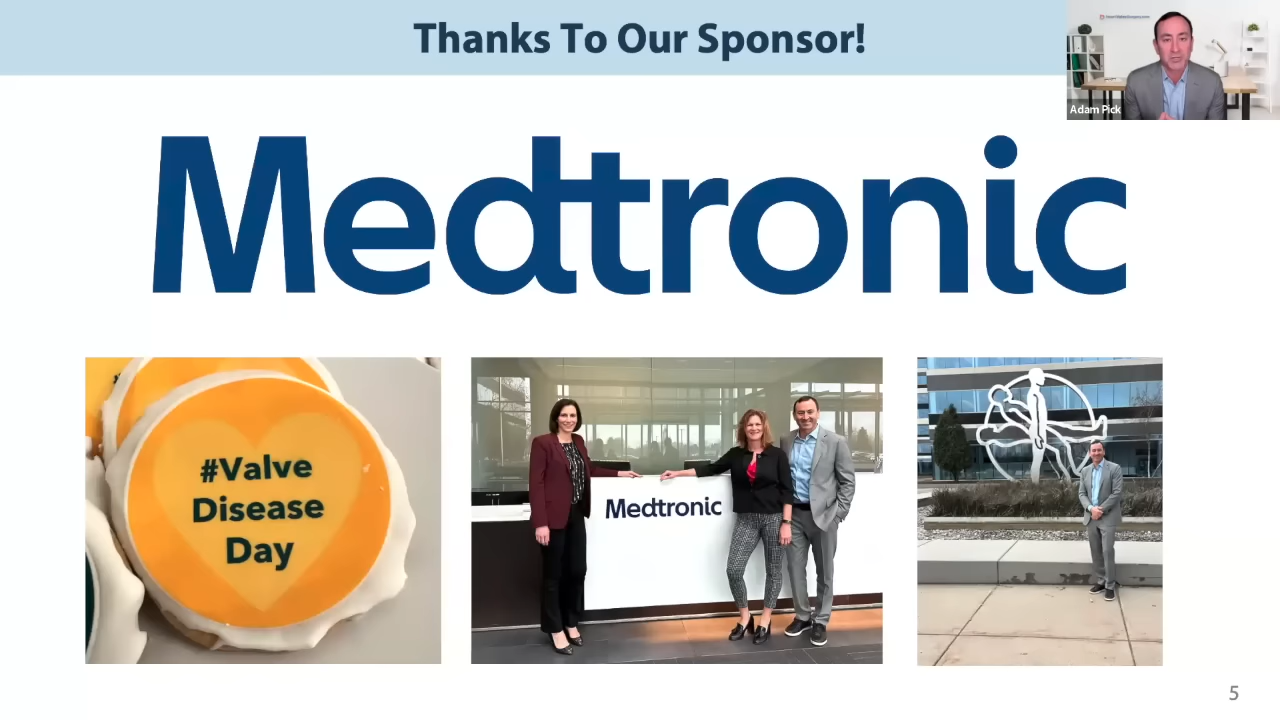 Thanks To Our Sponsor!
Adam Pick
Medtronic
#Valve
Disease
Day
Medtronic
5